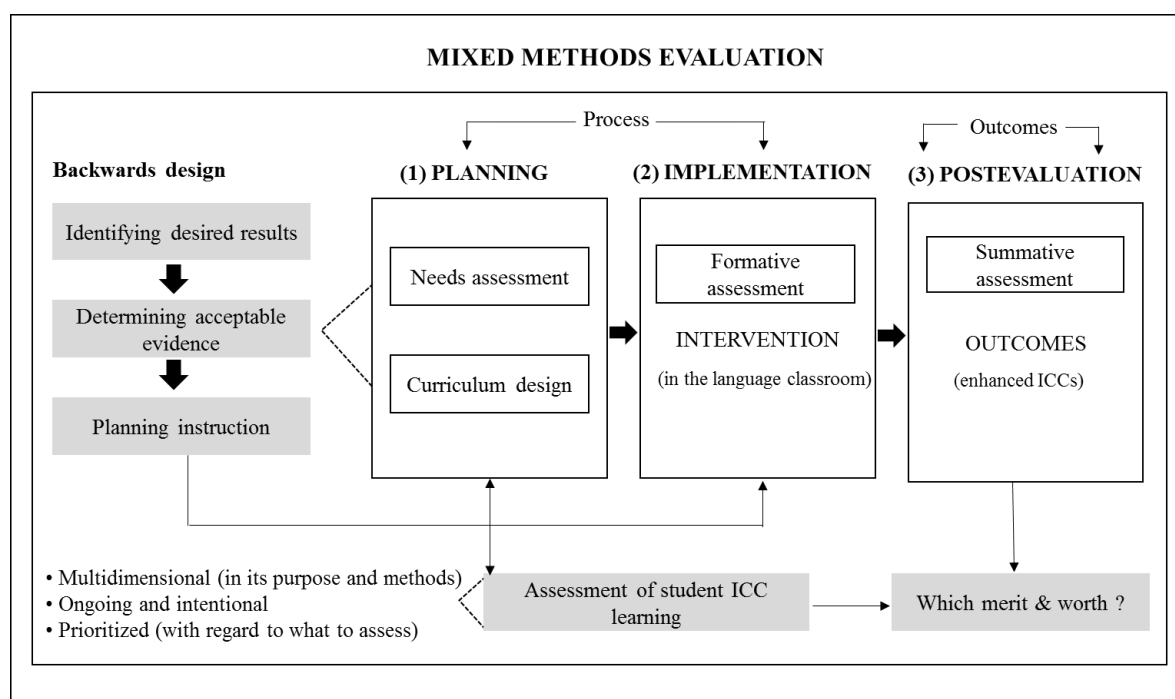 MIXED METHODS EVALUATION
Process
Outcomes
Backwards design
(1) PLANNING
(2) IMPLEMENTATION
(3) POSTEVALUATION
Identifying desired results
Determining acceptable
evidence
Planning instruction
Needs assessment
Curriculum design
Formative
assessment
INTERVENTION
(in the language classroom)
Summative
assessment
OUTCOMES
(enhanced ICCs)
• Multidimensional (in its purpose and methods)
• Ongoing and intentional
• Prioritized (with regard to what to assess)
Assessment of student ICC
learning
Which merit & worth ?